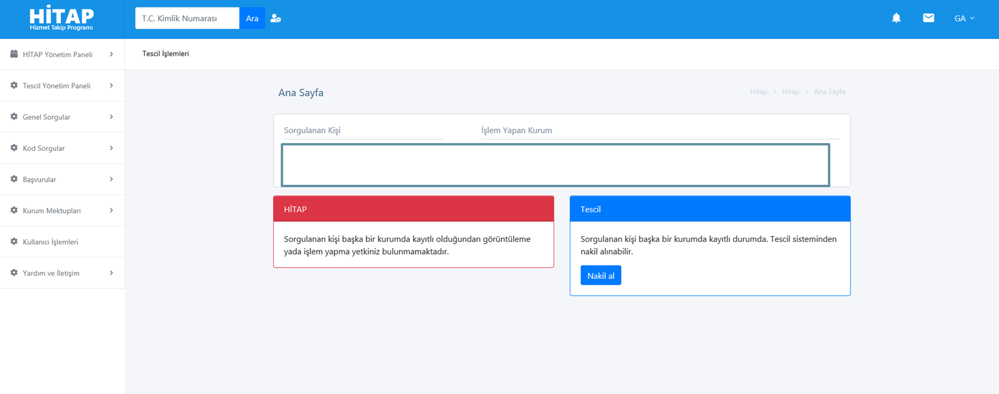 HİTAP
Hizmet Takip Programı
T.C. Kimlik Numarası
Ara
GA
HİTAP Yönetim Paneli
Tescil Yönetim Paneli
Genel Sorgular
Kod Sorgular
Başvurular
Kurum Mektupları
Kullanıcı İşlemleri
Yardım ve İletişim
Tescil İşlemleri
Ana Sayfa
Hitap > Hitap > Ana Sayfa
Sorgulanan Kişi
İşlem Yapan Kurum
HİTAP
Sorgulanan kişi başka bir kurumda kayıtlı olduğundan görüntüleme
yada işlem yapma yetkiniz bulunmamaktadır.
Tescil
Sorgulanan kişi başka bir kurumda kayıtlı durumda. Tescil sisteminden
nakil alınabilir.
Nakil al